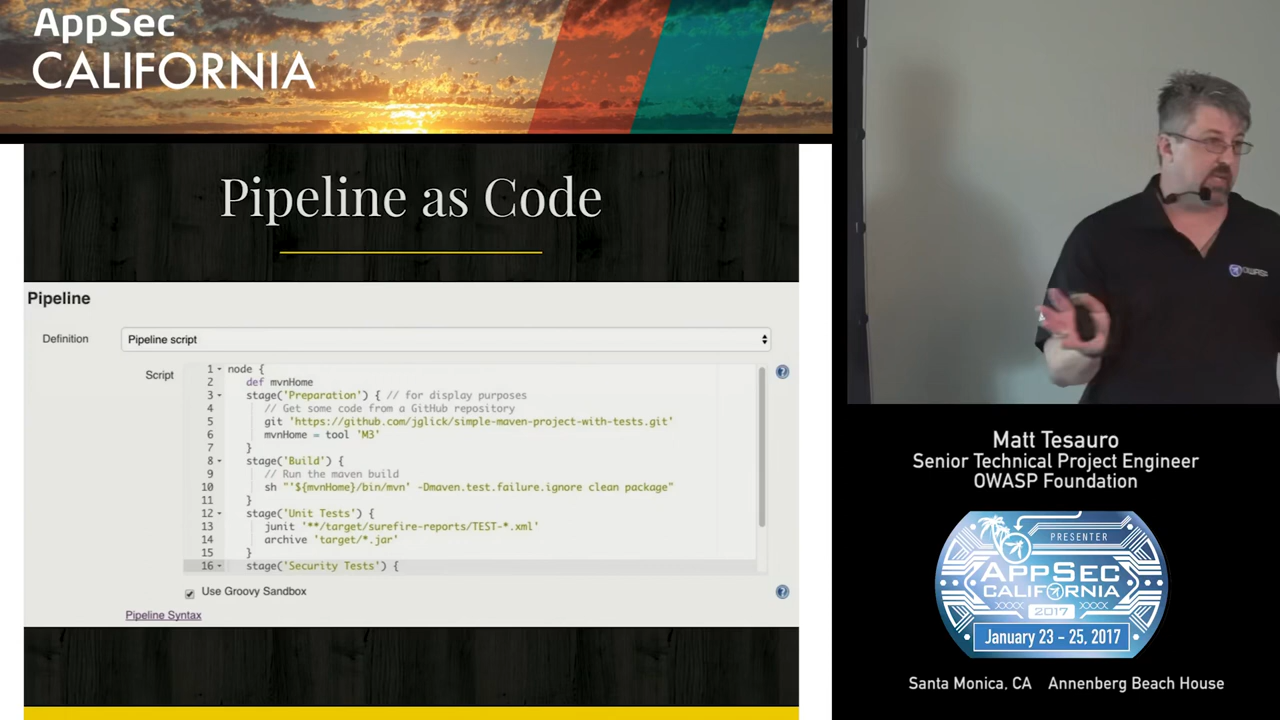 AppSec
CALIFORNIA
Pipeline as Code
Pipeline
Definition
Pipeline script
Script
1 node {
2 def mvnHome
3 stage('Preparation') { // for display purposes
4 // Get some code from a GitHub repository
5 git 'https://github.com/jglick/simple-maven-project-with-tests.git'
6 mvnHome = tool 'M3'
7 }
8 stage('Build') {
9 // Run the maven build
10 sh "'${mvnHome}/bin/mvn' -Dmaven.test.failure.ignore clean package"
11 }
12 stage('Unit Tests') {
13 junit '**/target/surefire-reports/TEST-*.xml'
14 archive 'target/*.jar'
15 }
16 stage('Security Tests') {
Use Groovy Sandbox
Pipeline Syntax
OWASP
Matt Tesauro
Senior Technical Project Engineer
OWASP Foundation
PRESENTER
APPSEC
CALIFORNIA
XXXX 2017 XXXX
January 23 - 25, 2017
Santa Monica, CA Annenberg Beach House